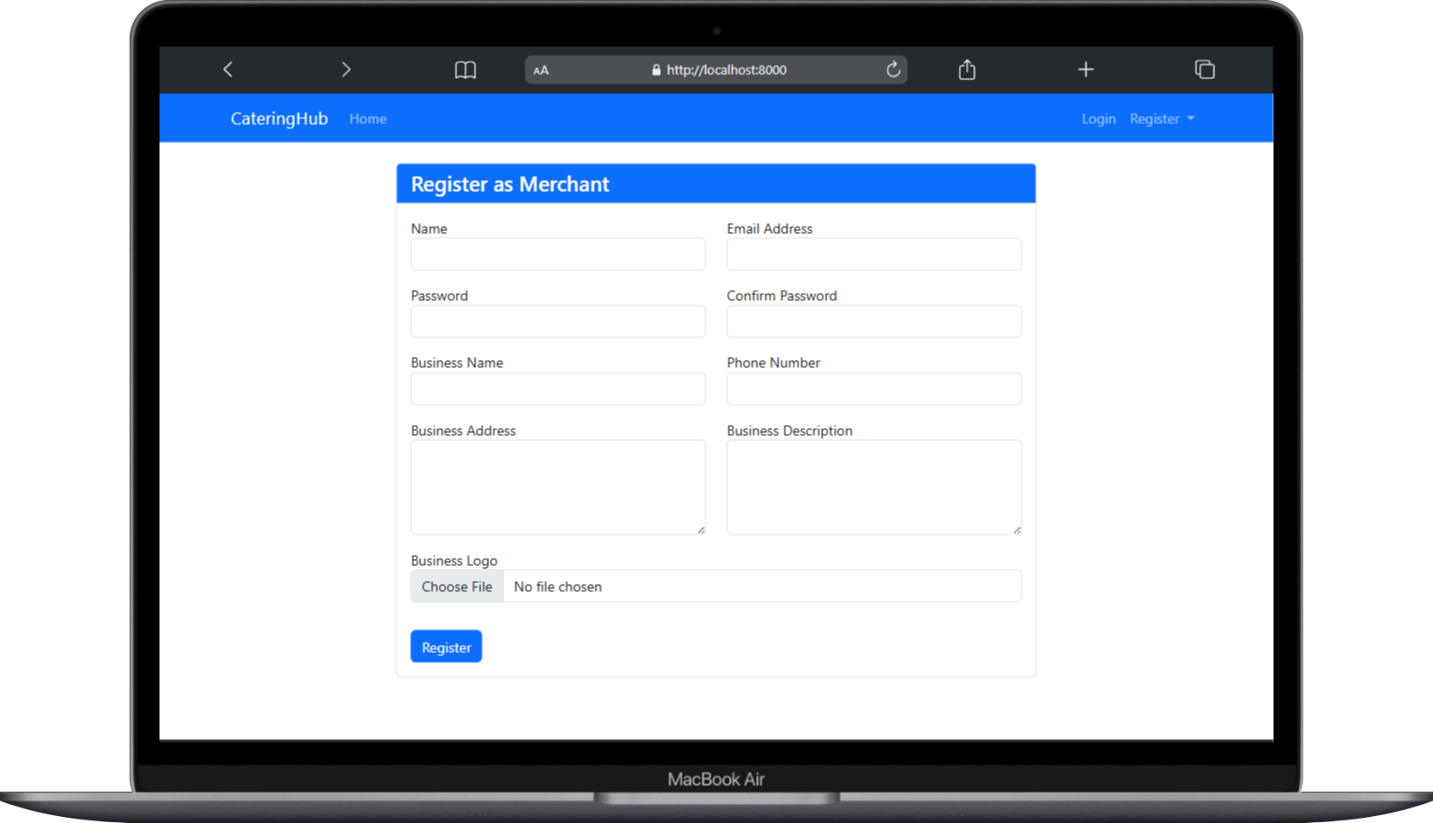 AA http://localhost:8000
CateringHub Home Login Register
Register as Merchant
Name Email Address
Password Confirm Password
Business Name Phone Number
Business Address Business Description
Business Logo
Choose File No file chosen
Register
MacBook Air